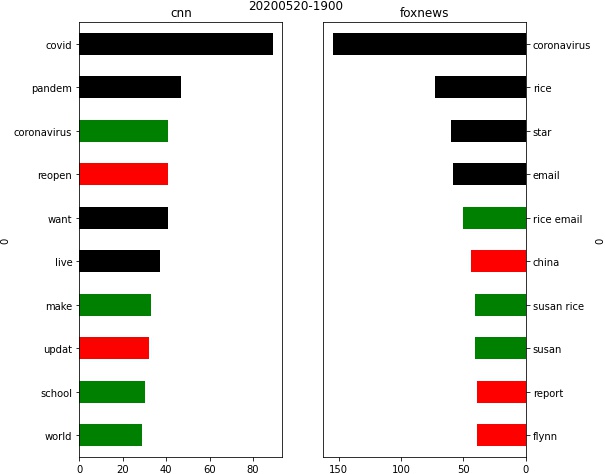 20200520-1900
cnn
foxnews
covid
pandem
coronavirus
reopen
want
live
make
updat
school
world
0
0 20 40 60 80
coronavirus
rice
star
email
rice email
china
susan rice
susan
report
flynn
0
150 100 50 0